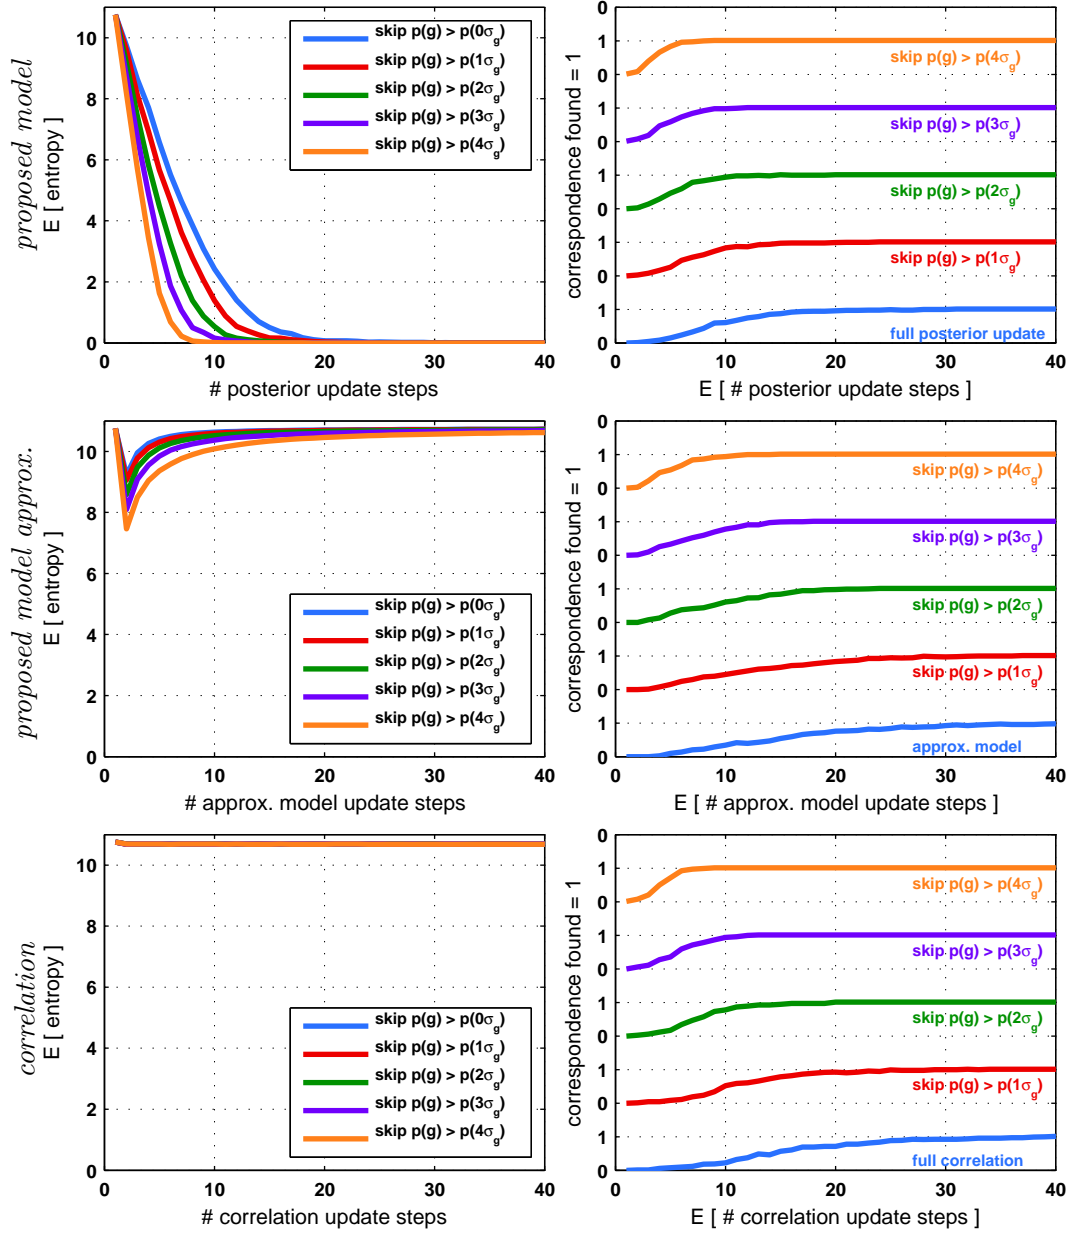 proposed model
E [ entropy ]
10
8
6
4
2
0
0
10
20
30
40
# posterior update steps
skip p(g) > p(0σg)
skip p(g) > p(1σg)
skip p(g) > p(2σg)
skip p(g) > p(3σg)
skip p(g) > p(4σg)
correspondence found = 1
0
1
0
1
0
1
0
1
0
1
0
skip p(g) > p(4σg)
skip p(g) > p(3σg)
skip p(g) > p(2σg)
skip p(g) > p(1σg)
full posterior update
0
10
20
30
40
E [ # posterior update steps ]
proposed model approx.
E [ entropy ]
10
8
6
4
2
0
0
10
20
30
40
# approx. model update steps
skip p(g) > p(0σg)
skip p(g) > p(1σg)
skip p(g) > p(2σg)
skip p(g) > p(3σg)
skip p(g) > p(4σg)
correspondence found = 1
0
1
0
1
0
1
0
1
0
1
0
skip p(g) > p(4σg)
skip p(g) > p(3σg)
skip p(g) > p(2σg)
skip p(g) > p(1σg)
approx. model
0
10
20
30
40
E [ # approx. model update steps ]
correlation
E [ entropy ]
10
8
6
4
2
0
0
10
20
30
40
# correlation update steps
skip p(g) > p(0σg)
skip p(g) > p(1σg)
skip p(g) > p(2σg)
skip p(g) > p(3σg)
skip p(g) > p(4σg)
correspondence found = 1
0
1
0
1
0
1
0
1
0
1
0
skip p(g) > p(4σg)
skip p(g) > p(3σg)
skip p(g) > p(2σg)
skip p(g) > p(1σg)
full correlation
0
10
20
30
40
E [ # correlation update steps ]